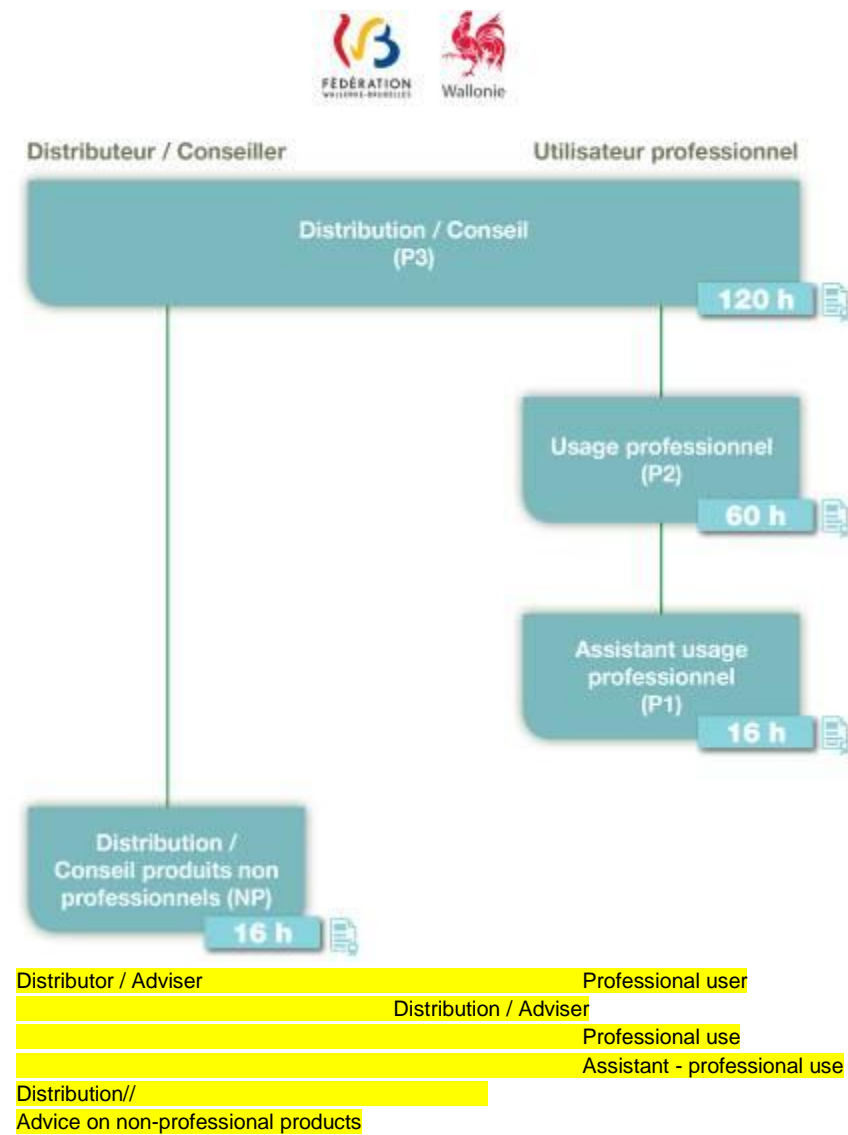 FÉDÉRATION
WALLONIE-BRUXELLES
Wallonie
Distributeur / Conseiller
Utilisateur professionnel
Distribution / Conseil
(P3)
120 h
Usage professionnel
(P2)
60 h
Assistant usage
professionnel
(P1)
16 h
Distribution /
Conseil produits non
professionnels (NP)
16 h
Distributor / Adviser Professional user
Distribution / Adviser
Professional use
Assistant - professional use
Distribution//
Advice on non-professional products